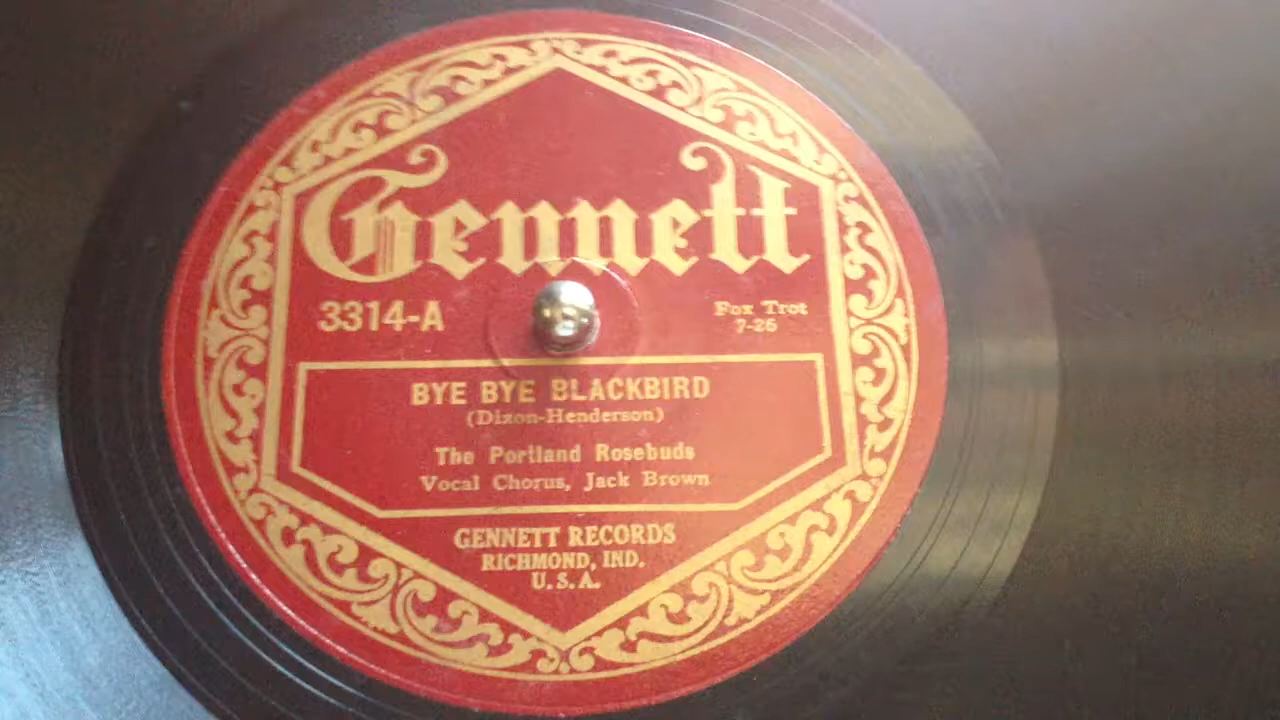 Gennett
3314-A
Fox Trot
7-26
BYE BYE BLACKBIRD
(Dixon-Henderson)
The Portland Rosebuds
Vocal Chorus, Jack Brown
GENNETT RECORDS
RICHMOND, IND.
U.S.A.